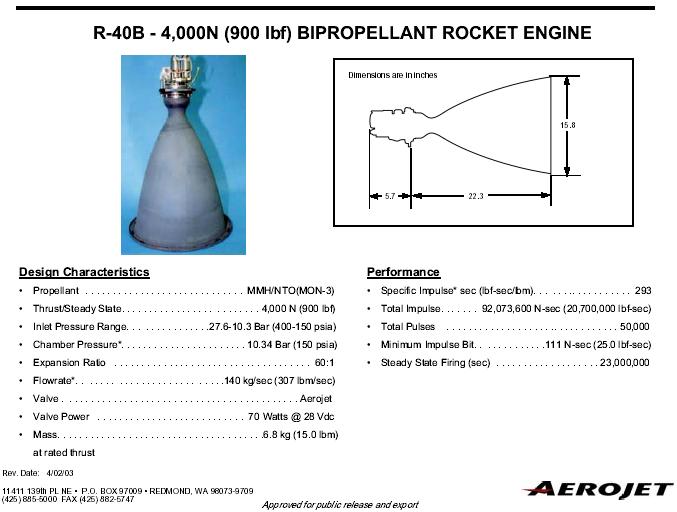 R-40B - 4,000N (900 lbf) BIPROPELLANT ROCKET ENGINE
Dimensions are in inches
15.8
5.7
22.3
Design Characteristics
• Propellant . . . . . . . . . . . . . . . . . . . . . . . . . . . . . MMH/NTO(MON-3)
• Thrust/Steady State. . . . . . . . . . . . . . . . . . . . . . . . . 4,000 N (900 lbf)
• Inlet Pressure Range. . . . . . . . . . . . . . .27.6-10.3 Bar (400-150 psia)
• Chamber Pressure*. . . . . . . . . . . . . . . . . . . . . . . 10.34 Bar (150 psia)
• Expansion Ratio . . . . . . . . . . . . . . . . . . . . . . . . . . . . . . . . . . . . 60:1
• Flowrate*. . . . . . . . . . . . . . . . . . . . . . . . . . .140 kg/sec (307 lbm/sec)
• Valve . . . . . . . . . . . . . . . . . . . . . . . . . . . . . . . . . . . . . . . . . . . Aerojet
• Valve Power . . . . . . . . . . . . . . . . . . . . . . . . . . . 70 Watts @ 28 Vdc
• Mass. . . . . . . . . . . . . . . . . . . . . . . . . . . . . . . . . . . . .6.8 kg (15.0 lbm)
at rated thrust
Performance
• Specific Impulse* sec (lbf-sec/lbm). . . . . . . . . . . . . . . . . . 293
• Total Impulse. . . . . . . 92,073,600 N-sec (20,700,000 lbf-sec)
• Total Pulses . . . . . . . . . . . . . . . . . . . . . . . . . . . . . . . 50,000
• Minimum Impulse Bit. . . . . . . . . . . . .111 N-sec (25.0 lbf-sec)
• Steady State Firing (sec) . . . . . . . . . . . . . . . . . . . 23,000,000
Rev. Date: 4/02/03
11411 139th PL NE • P.O. BOX 97009 • REDMOND, WA 98073-9709
(425) 885-5000 FAX (425) 882-5747
Approved for public release and export
AEROJET